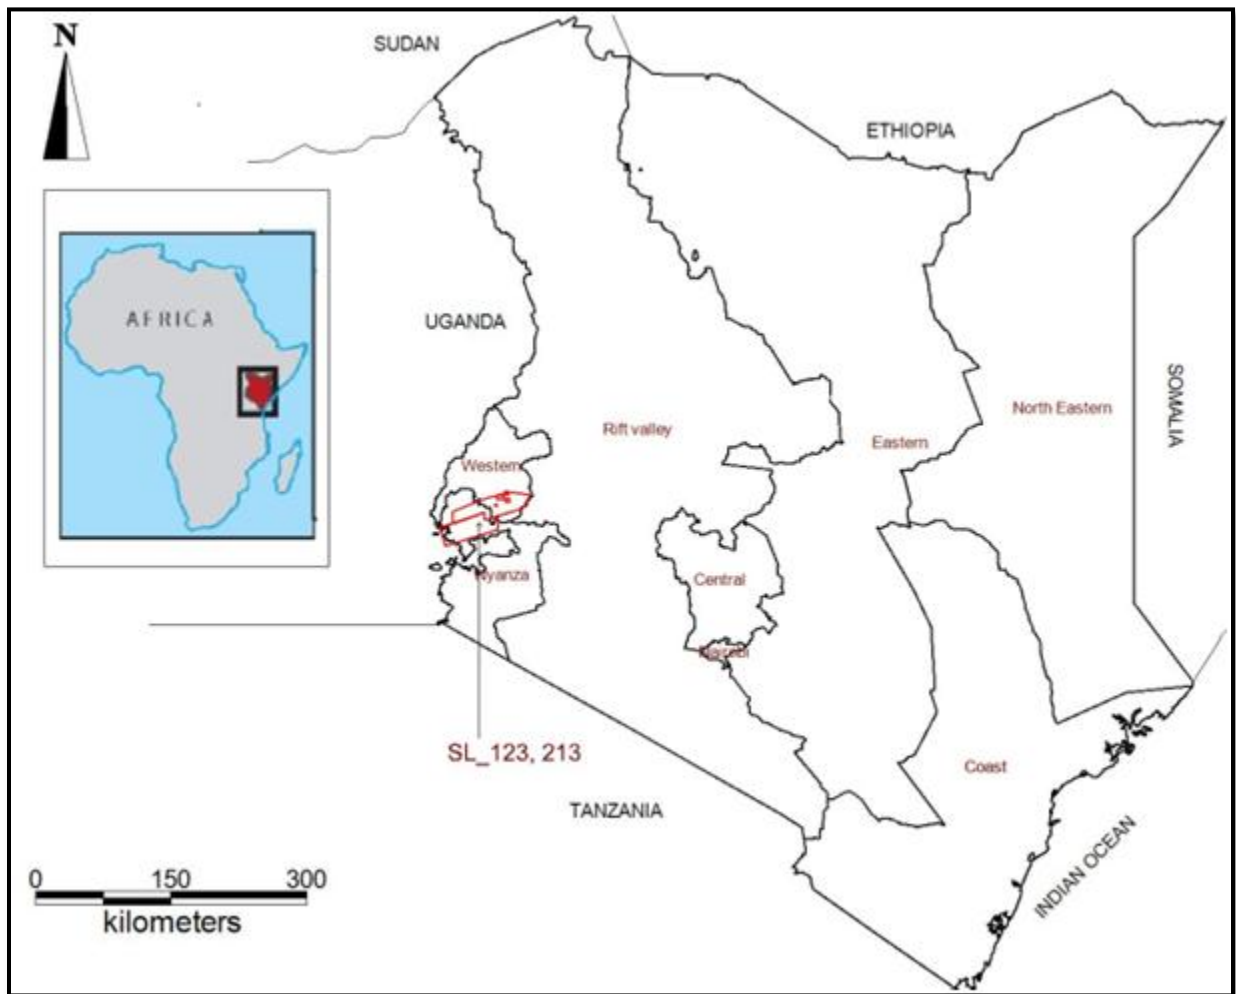 N
SUDAN
ETHIOPIA
AFRICA
UGANDA
SOMALIA
North Eastern
Rift valley
Eastern
Western
Nyanza
Central
Nairobi
SL_123, 213
Coast
TANZANIA
INDIAN OCEAN
0 150 300
kilometers